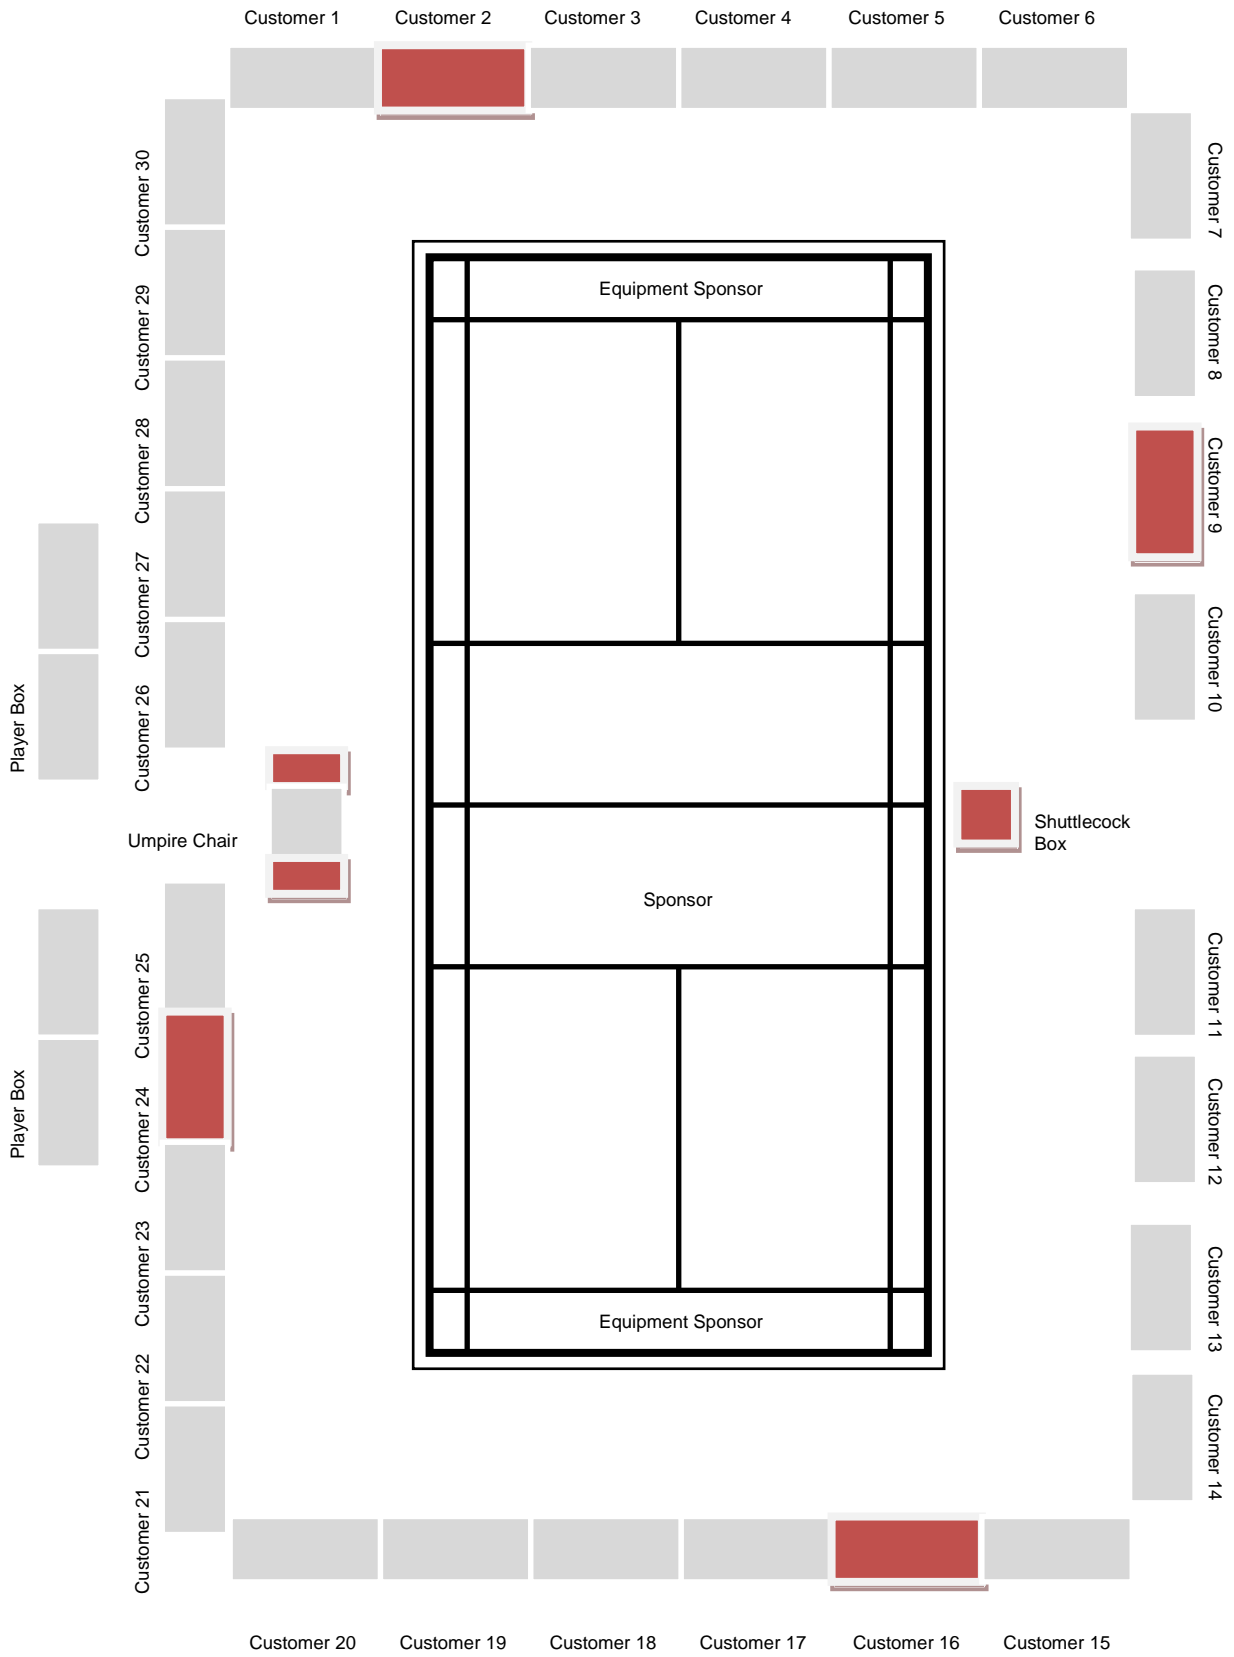 Customer 1
Customer 2
Customer 3
Customer 4
Customer 5
Customer 6
Customer 7
Customer 8
Customer 9
Customer 10
Customer 11
Customer 12
Customer 13
Customer 14
Customer 30
Customer 29
Customer 28
Customer 27
Customer 26
Customer 25
Customer 24
Customer 23
Customer 22
Customer 21
Player Box
Player Box
Umpire Chair
Equipment Sponsor
Sponsor
Equipment Sponsor
Shuttlecock
Box
Customer 20
Customer 19
Customer 18
Customer 17
Customer 16
Customer 15